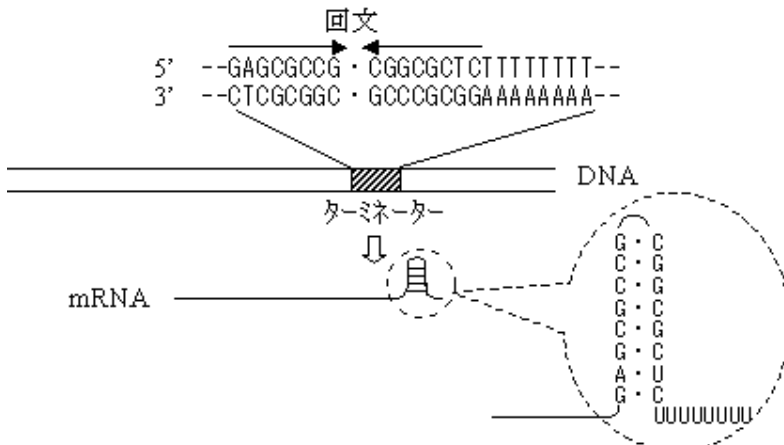 回文
5' --GAGCGCCG・CGGCGCTCTTTTTTTT--
3' --CTCGCGGC・GCCCGCGGAAAAAAAA--
DNA
ターミネーター
mRNA
G・C
C・G
C・G
G・C
C・G
G・C
A・U
G・C
UUUUUUUU